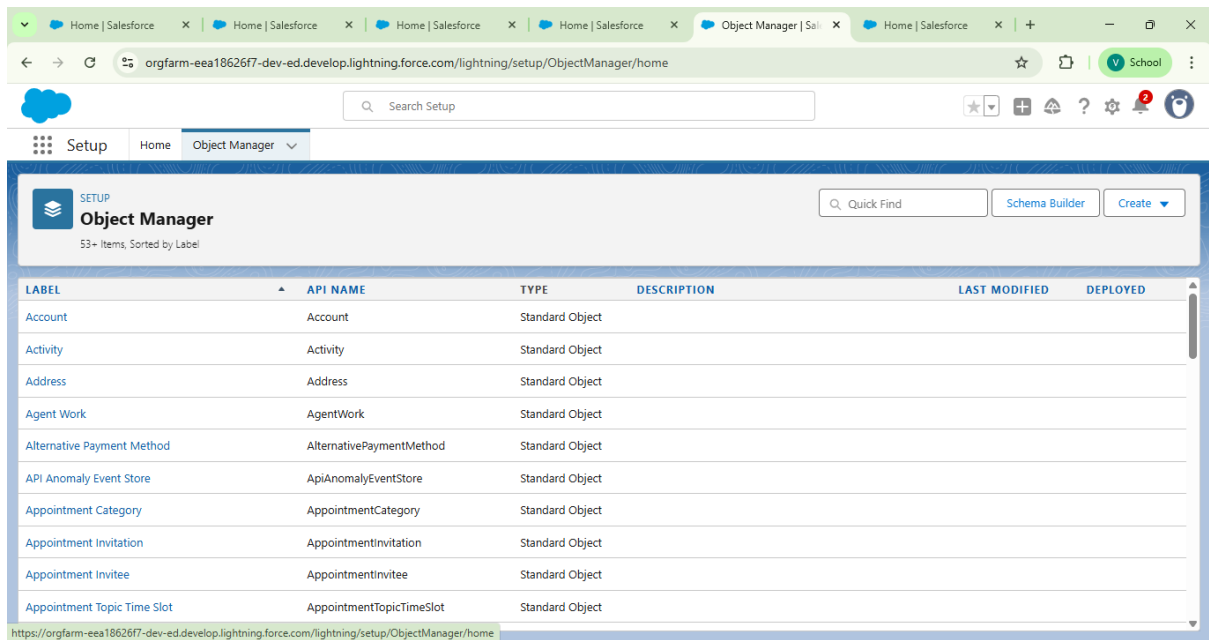 Home | Salesforce Home | Salesforce Home | Salesforce Home | Salesforce Object Manager | Sal Home | Salesforce
orgfarm-eea18626f7-dev-ed.develop.lightning.force.com/lightning/setup/ObjectManager/home V School
Search Setup 2
Setup Home Object Manager
SETUP
Object Manager
53+ Items, Sorted by Label
Quick Find Schema Builder Create
LABEL API NAME TYPE DESCRIPTION LAST MODIFIED DEPLOYED
Account Account Standard Object
Activity Activity Standard Object
Address Address Standard Object
Agent Work AgentWork Standard Object
Alternative Payment Method AlternativePaymentMethod Standard Object
API Anomaly Event Store ApiAnomalyEventStore Standard Object
Appointment Category AppointmentCategory Standard Object
Appointment Invitation AppointmentInvitation Standard Object
Appointment Invitee AppointmentInvitee Standard Object
Appointment Topic Time Slot AppointmentTopicTimeSlot Standard Object
https://orgfarm-eea18626f7-dev-ed.develop.lightning.force.com/lightning/setup/ObjectManager/home